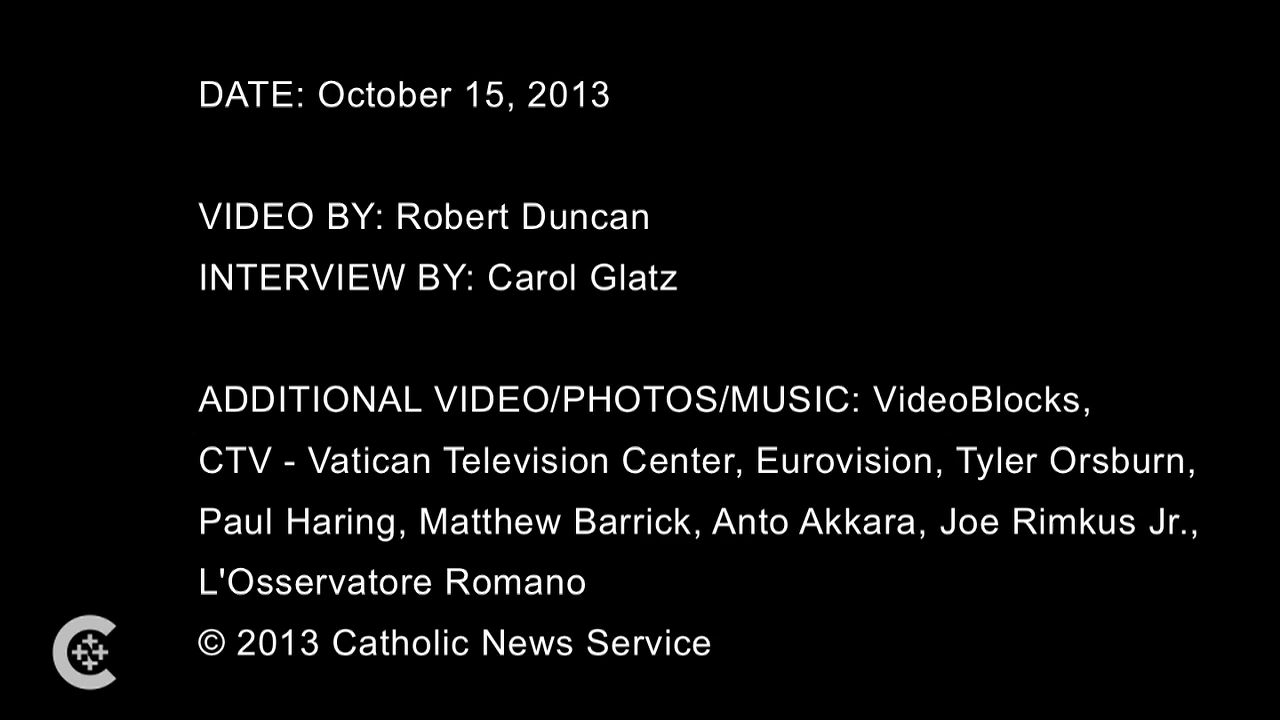 DATE: October 15, 2013
VIDEO BY: Robert Duncan
INTERVIEW BY: Carol Glatz
ADDITIONAL VIDEO/PHOTOS/MUSIC: VideoBlocks,
CTV - Vatican Television Center, Eurovision, Tyler Orsburn,
Paul Haring, Matthew Barrick, Anto Akkara, Joe Rimkus Jr.,
L'Osservatore Romano
© 2013 Catholic News Service